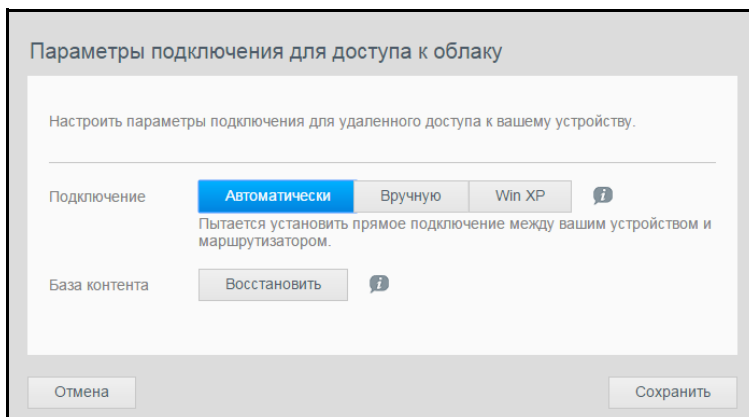 Параметры подключения для доступа к облаку
Настроить параметры подключения для удаленного доступа к вашему устройству.
Подключение Автоматически Вручную Win XP i
Пытается установить прямое подключение между вашим устройством и
маршрутизатором.
База контента Восстановить i
Отмена Сохранить